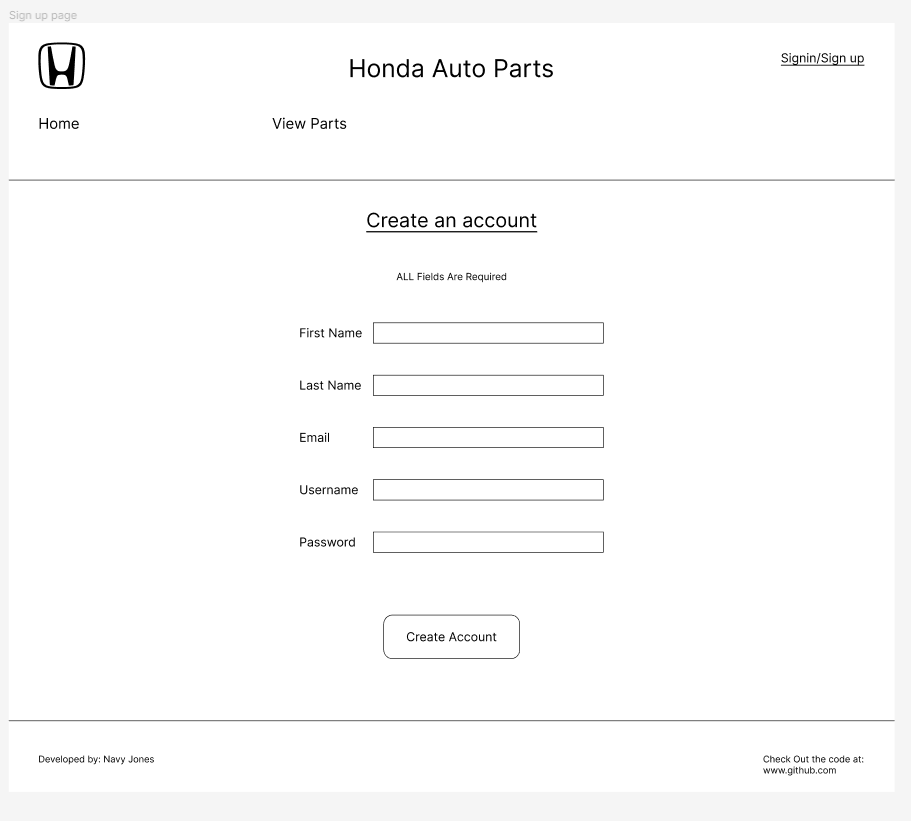 Sign up page
Honda Auto Parts
Signin/Sign up
Home
View Parts
Create an account
ALL Fields Are Required
First Name
Last Name
Email
Username
Password
Create Account
Developed by: Navy Jones
Check Out the code at:
www.github.com